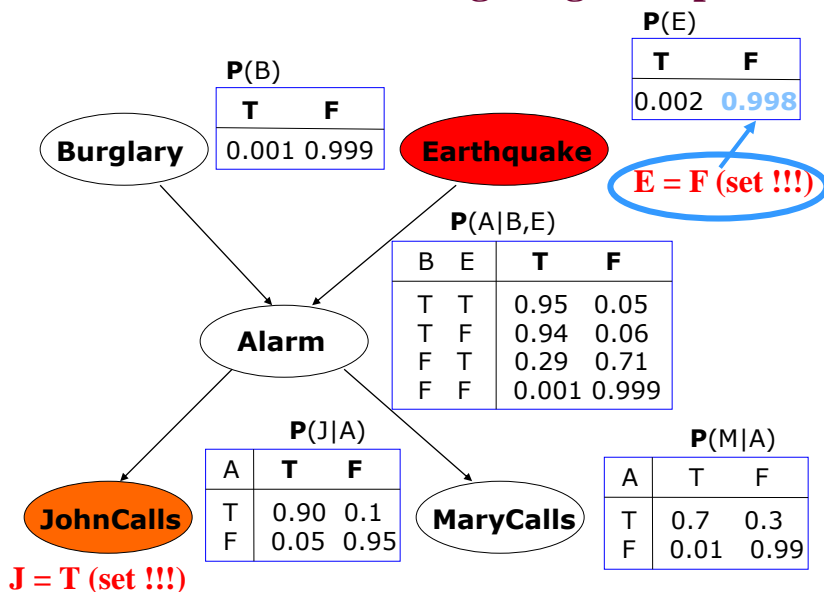 P(E)
T F
0.002 0.998
E = F (set !!!)
P(B)
T F
0.001 0.999
Burglary
Earthquake
P(A|B,E)
B E T F
T T 0.95 0.05
T F 0.94 0.06
F T 0.29 0.71
F F 0.001 0.999
Alarm
P(J|A)
A T F
T 0.90 0.1
F 0.05 0.95
P(M|A)
A T F
T 0.7 0.3
F 0.01 0.99
JohnCalls
MaryCalls
J = T (set !!!)